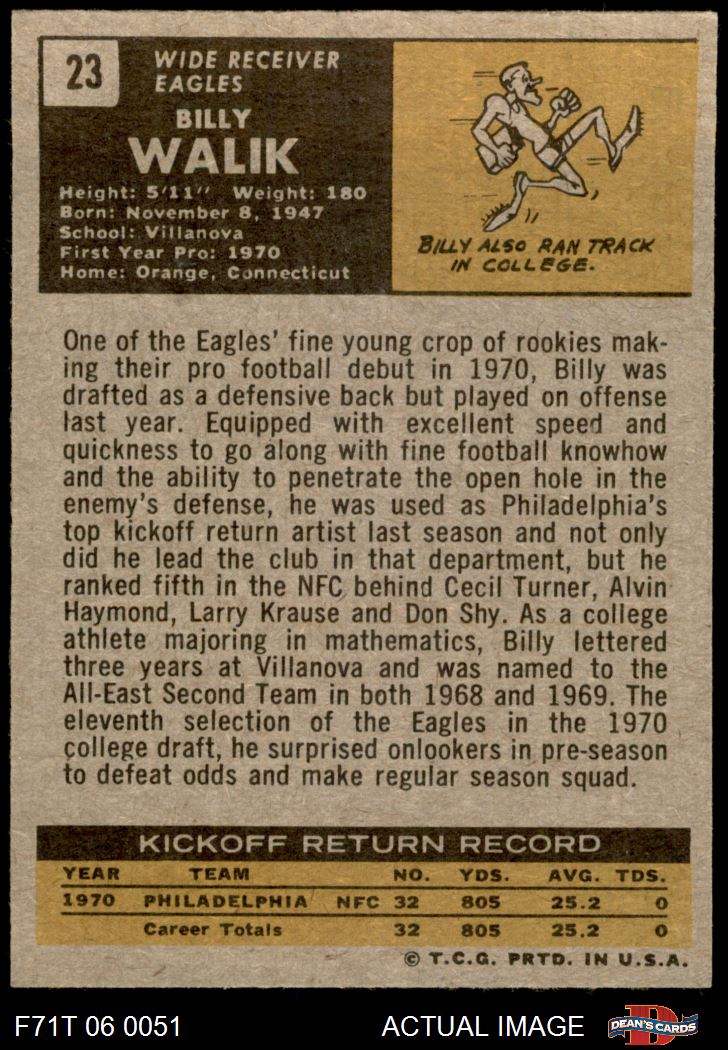 23
WIDE RECEIVER
EAGLES
BILLY
WALIK
Height: 5'11" Weight: 180
Born: November 8, 1947
School: Villanova
First Year Pro: 1970
Home: Orange, Connecticut
BILLY ALSO RAN TRACK
IN COLLEGE.
One of the Eagles' fine young crop of rookies mak-
ing their pro football debut in 1970, Billy was
drafted as a defensive back but played on offense
last year. Equipped with excellent speed and
quickness to go along with fine football knowhow
and the ability to penetrate the open hole in the
enemy's defense, he was used as Philadelphia's
top kickoff return artist last season and not only
did he lead the club in that department, but he
ranked fifth in the NFC behind Cecil Turner, Alvin
Haymond, Larry Krause and Don Shy. As a college
athlete majoring in mathematics, Billy lettered
three years at Villanova and was named to the
All-East Second Team in both 1968 and 1969. The
eleventh selection of the Eagles in the 1970
college draft, he surprised onlookers in pre-season
to defeat odds and make regular season squad.
KICKOFF RETURN RECORD
YEAR TEAM NO. YDS. AVG. TDS.
1970 PHILADELPHIA NFC 32 805 25.2 0
Career Totals 32 805 25.2 0
© T.C.G. PRTD. IN U.S.A.
F71T 06 0051 ACTUAL IMAGE D DEAN'S CARDS